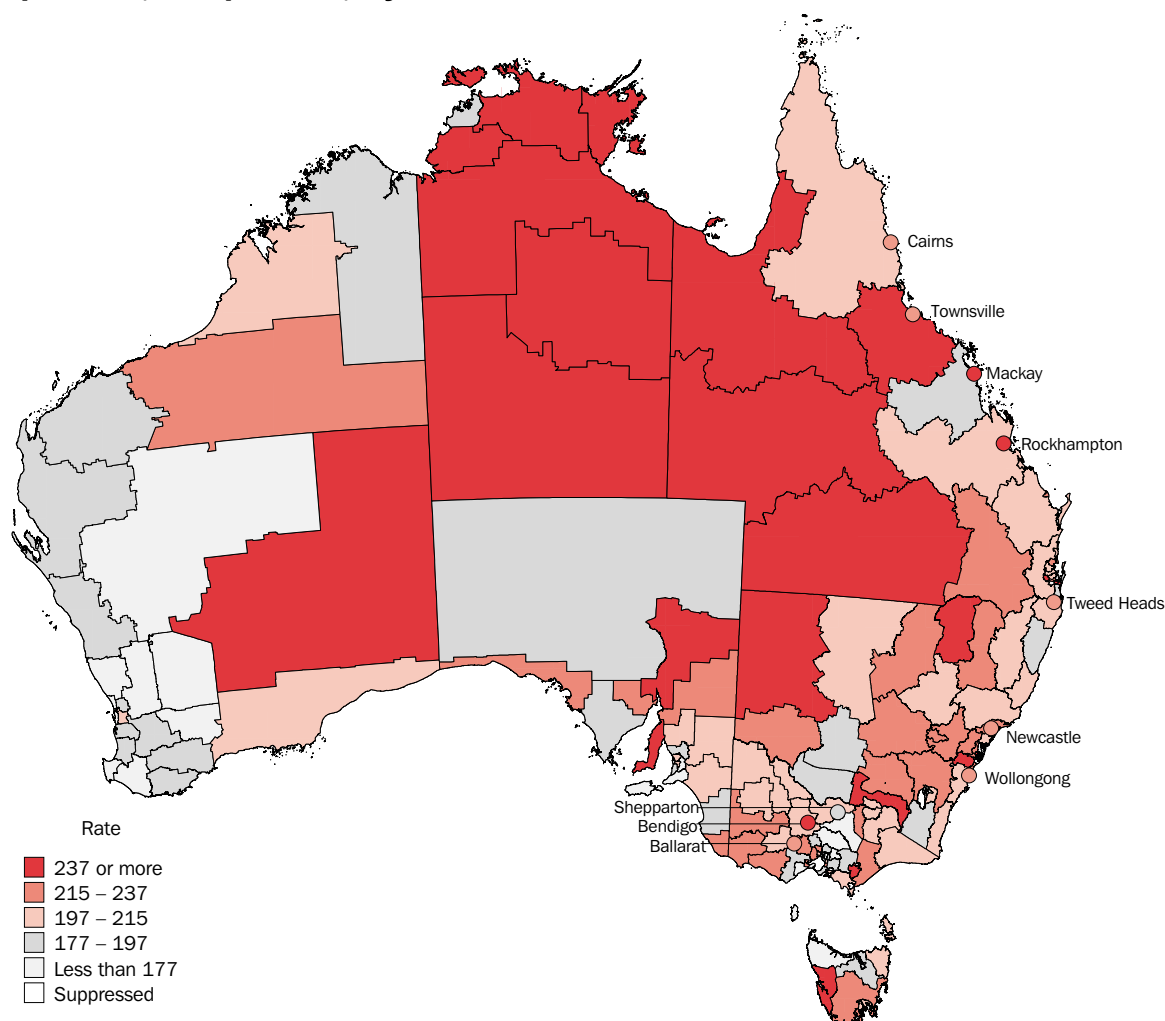 Cairns
Townsville
Mackay
Rockhampton
Tweed Heads
Newcastle
Wollongong
Shepparton
Bendigo
Ballarat
Rate
237 or more
215 – 237
197 – 215
177 – 197
Less than 177
Suppressed